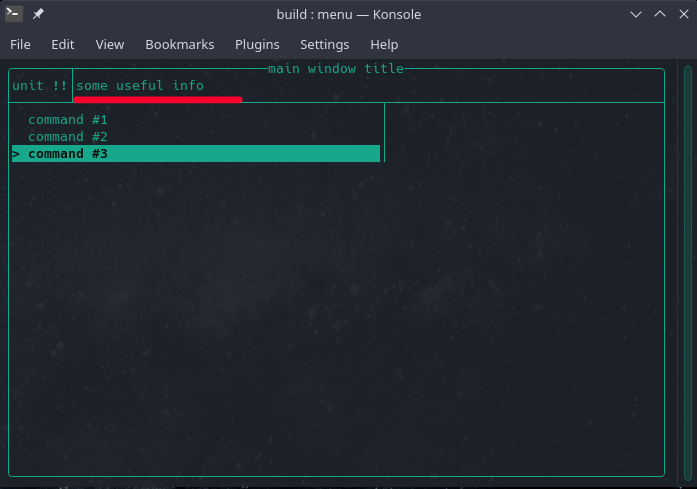 build : menu — Konsole
File Edit View Bookmarks Plugins Settings Help
main window title
unit !! some useful info
command #1
command #2
> command #3